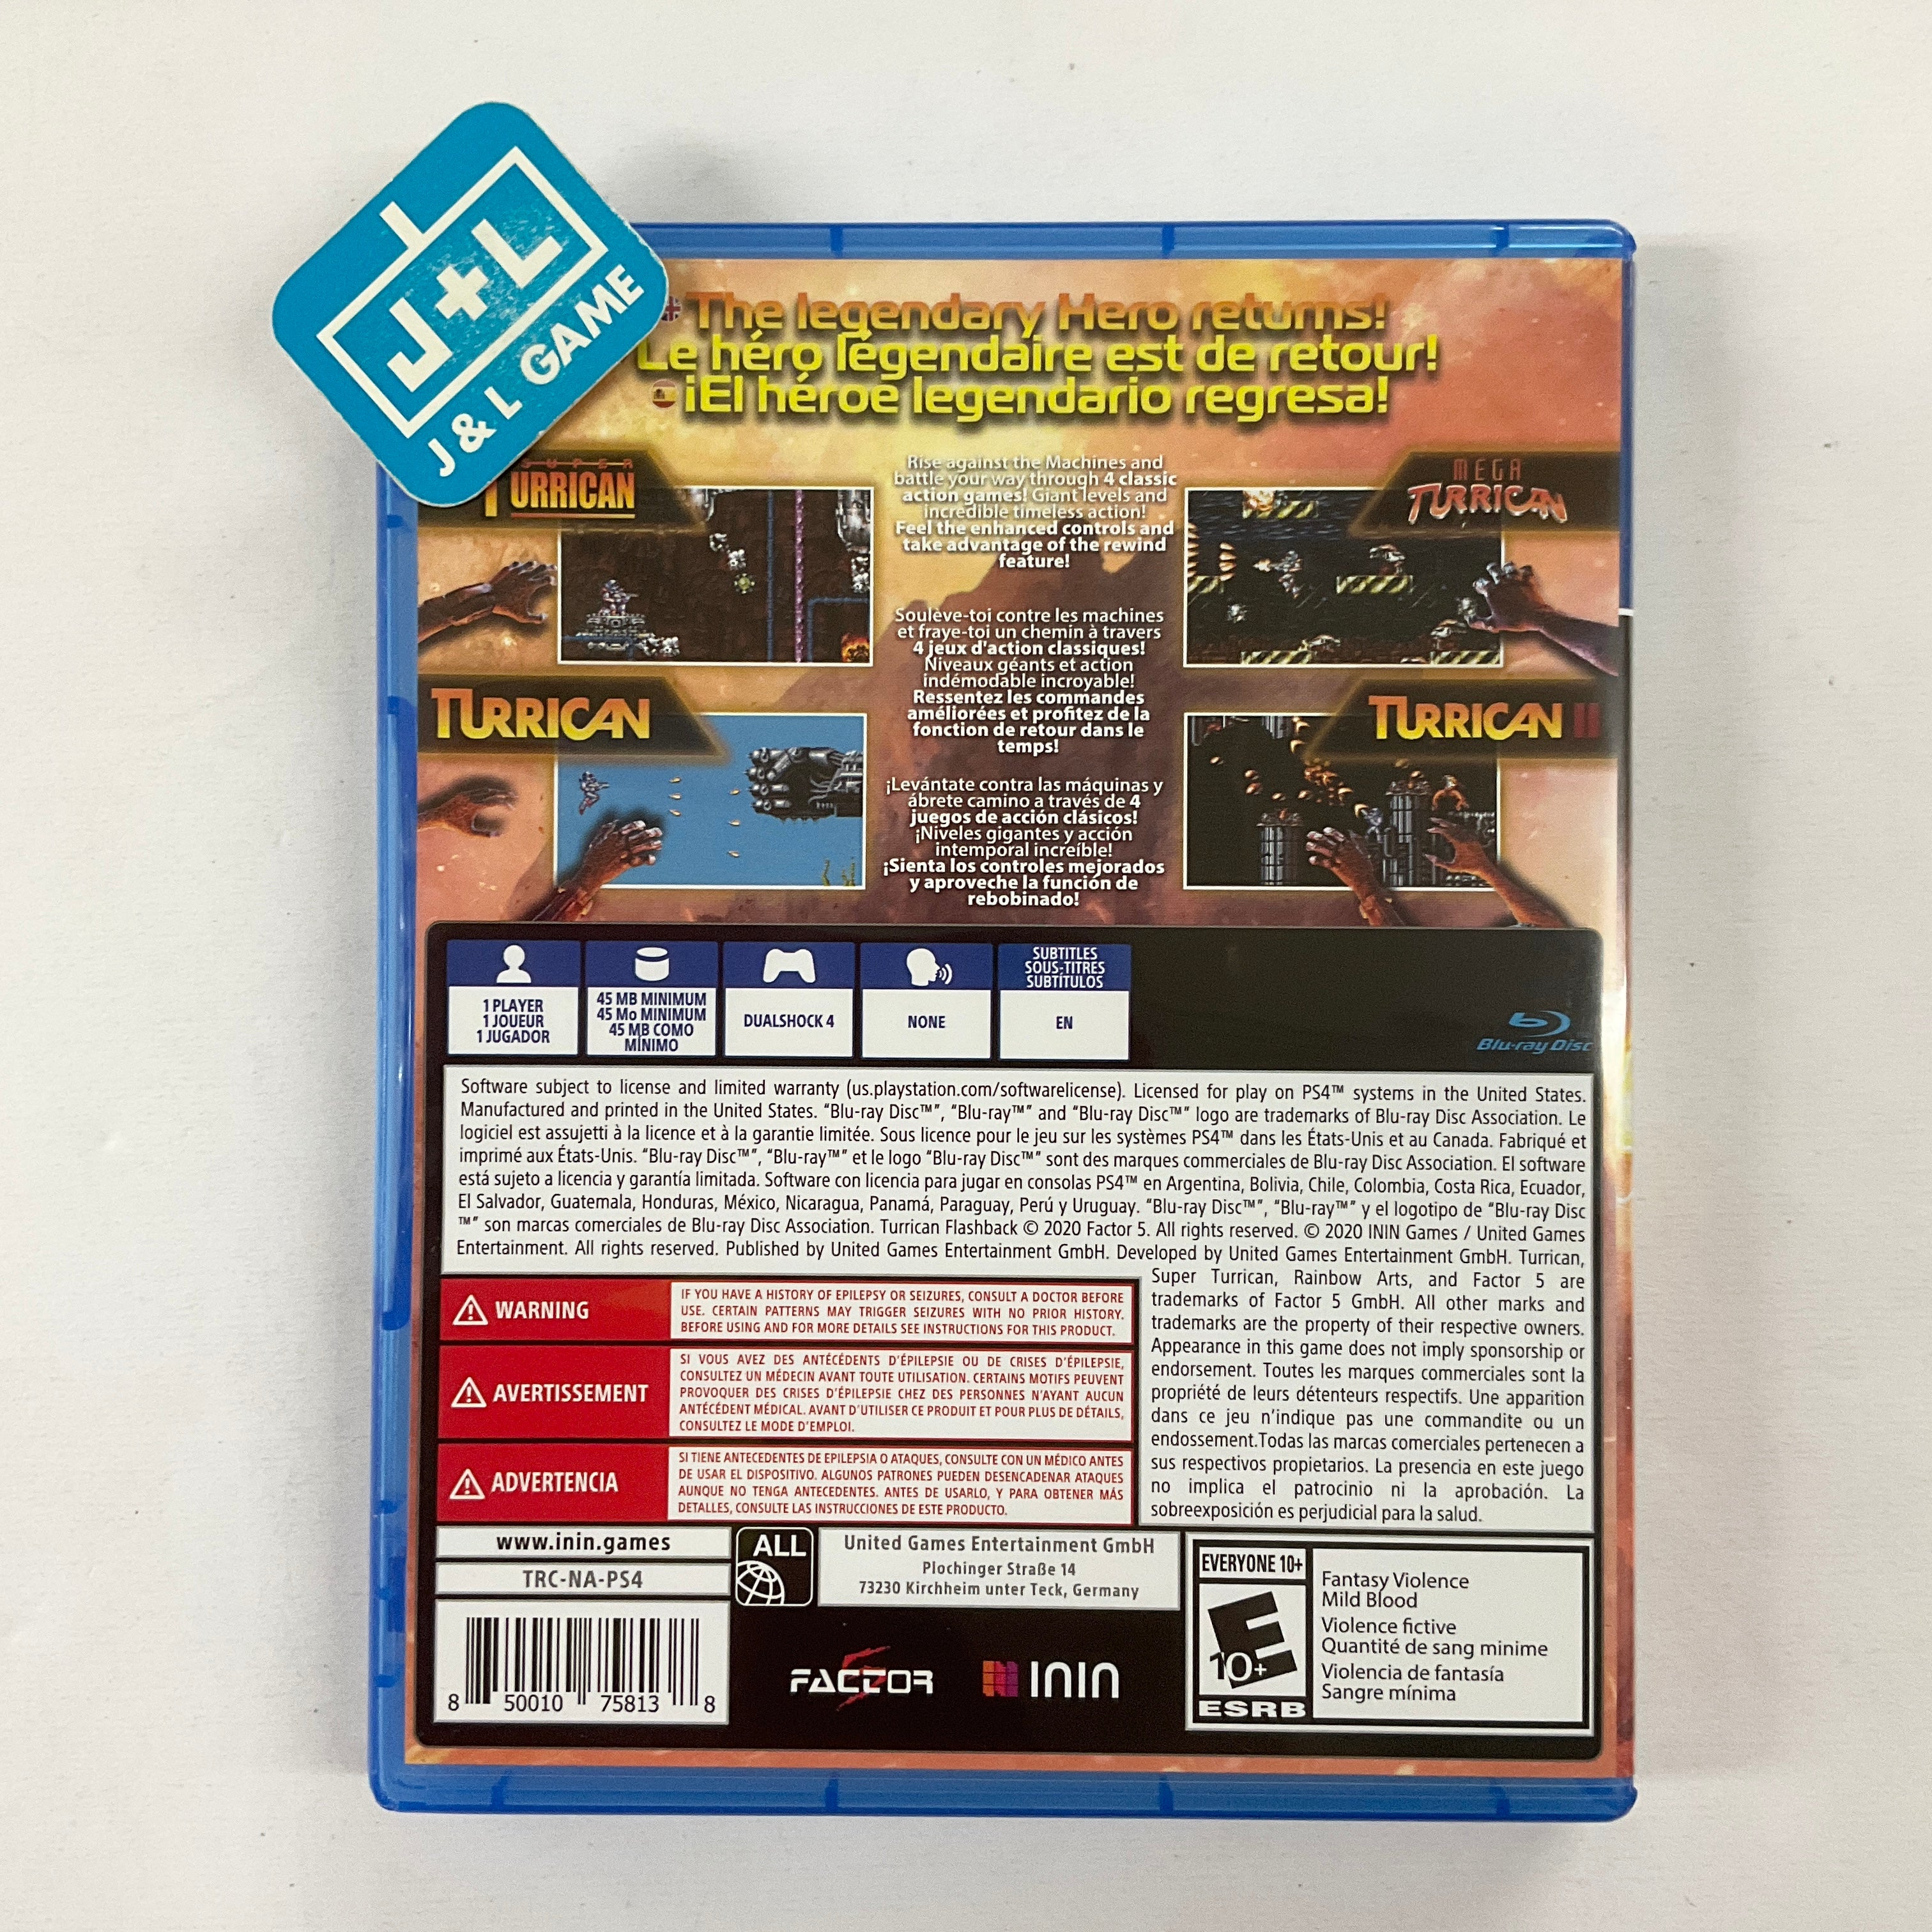 J+L
J & L GAME
The legendary Hero returns!
Le héro légendaire est de retour!
¡El héroe legendario regresa!
SUPER
TURRICAN
Rise against the Machines and
battle your way through 4 classic
action games! Giant levels and
incredible timeless action!
Feel the enhanced controls and
take advantage of the rewind
feature!
MEGA
TURRICAN
Soulève-toi contre les machines
et fraye-toi un chemin à travers
4 jeux d'action classiques!
Niveaux géants et action
indémodable incroyable!
Ressentez les commandes
améliorées et profitez de la
fonction de retour dans le
temps!
TURRICAN
TURRICAN II
¡Levántate contra las máquinas y
ábrete camino a través de 4
juegos de acción clásicos!
¡Niveles gigantes y acción
intemporal increíble!
¡Sienta los controles mejorados
y aproveche la función de
rebobinado!
1 PLAYER
1 JOUEUR
1 JUGADOR
45 MB MINIMUM
45 Mo MINIMUM
45 MB COMO
MÍNIMO
DUALSHOCK 4
NONE
SUBTITLES
SOUS-TITRES
SUBTÍTULOS
EN
Blu-ray Disc
Software subject to license and limited warranty (us.playstation.com/softwarelicense). Licensed for play on PS4™ systems in the United States.
Manufactured and printed in the United States. “Blu-ray Disc™”, “Blu-ray™” and “Blu-ray Disc™” logo are trademarks of Blu-ray Disc Association. Le
logiciel est assujetti à la licence et à la garantie limitée. Sous licence pour le jeu sur les systèmes PS4™ dans les États-Unis et au Canada. Fabriqué et
imprimé aux États-Unis. “Blu-ray Disc™”, “Blu-ray™” et le logo “Blu-ray Disc™” sont des marques commerciales de Blu-ray Disc Association. El software
está sujeto a licencia y garantía limitada. Software con licencia para jugar en consolas PS4™ en Argentina, Bolivia, Chile, Colombia, Costa Rica, Ecuador,
El Salvador, Guatemala, Honduras, México, Nicaragua, Panamá, Paraguay, Perú y Uruguay. “Blu-ray Disc™”, “Blu-ray™” y el logotipo de “Blu-ray Disc
™” son marcas comerciales de Blu-ray Disc Association. Turrican Flashback © 2020 Factor 5. All rights reserved. © 2020 ININ Games / United Games
Entertainment. All rights reserved. Published by United Games Entertainment GmbH. Developed by United Games Entertainment GmbH. Turrican,
Super Turrican, Rainbow Arts, and Factor 5 are
trademarks of Factor 5 GmbH. All other marks and
trademarks are the property of their respective owners.
Appearance in this game does not imply sponsorship or
endorsement. Toutes les marques commerciales sont la
propriété de leurs détenteurs respectifs. Une apparition
dans ce jeu n’indique pas une commandite ou un
endossement.Todas las marcas comerciales pertenecen a
sus respectivos propietarios. La presencia en este juego
no implica el patrocinio ni la aprobación. La
sobreexposición es perjudicial para la salud.
WARNING
IF YOU HAVE A HISTORY OF EPILEPSY OR SEIZURES, CONSULT A DOCTOR BEFORE
USE. CERTAIN PATTERNS MAY TRIGGER SEIZURES WITH NO PRIOR HISTORY.
BEFORE USING AND FOR MORE DETAILS SEE INSTRUCTIONS FOR THIS PRODUCT.
AVERTISSEMENT
SI VOUS AVEZ DES ANTÉCÉDENTS D’ÉPILEPSIE OU DE CRISES D’ÉPILEPSIE,
CONSULTEZ UN MÉDECIN AVANT TOUTE UTILISATION. CERTAINS MOTIFS PEUVENT
PROVOQUER DES CRISES D’ÉPILEPSIE CHEZ DES PERSONNES N’AYANT AUCUN
ANTÉCÉDENT MÉDICAL. AVANT D’UTILISER CE PRODUIT ET POUR PLUS DE DÉTAILS,
CONSULTEZ LE MODE D’EMPLOI.
ADVERTENCIA
SI TIENE ANTECEDENTES DE EPILEPSIA O ATAQUES, CONSULTE CON UN MÉDICO ANTES
DE USAR EL DISPOSITIVO. ALGUNOS PATRONES PUEDEN DESENCADENAR ATAQUES
AUNQUE NO TENGA ANTECEDENTES. ANTES DE USARLO, Y PARA OBTENER MÁS
DETALLES, CONSULTE LAS INSTRUCCIONES DE ESTE PRODUCTO.
www.inin.games
TRC-NA-PS4
ALL
United Games Entertainment GmbH
Plochinger Straße 14
73230 Kirchheim unter Teck, Germany
8 50010 75813 8
FACTOR 5
ININ
EVERYONE 10+
E
10+
ESRB
Fantasy Violence
Mild Blood
Violence fictive
Quantité de sang minime
Violencia de fantasía
Sangre mínima